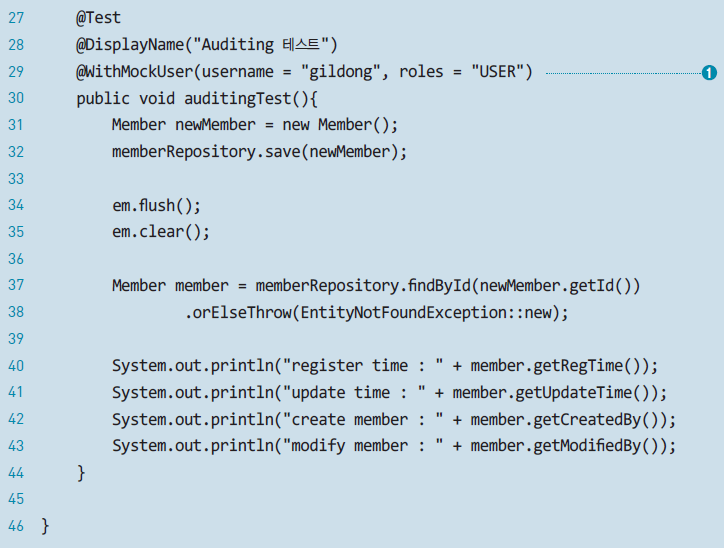 27 @Test
28 @DisplayName("Auditing 테스트")
29 @WithMockUser(username = "gildong", roles = "USER") 1
30 public void auditingTest(){
31 Member newMember = new Member();
32 memberRepository.save(newMember);
33
34 em.flush();
35 em.clear();
36
37 Member member = memberRepository.findById(newMember.getId())
38 .orElseThrow(EntityNotFoundException::new);
39
40 System.out.println("register time : " + member.getRegTime());
41 System.out.println("update time : " + member.getUpdateTime());
42 System.out.println("create member : " + member.getCreatedBy());
43 System.out.println("modify member : " + member.getModifiedBy());
44 }
45
46 }